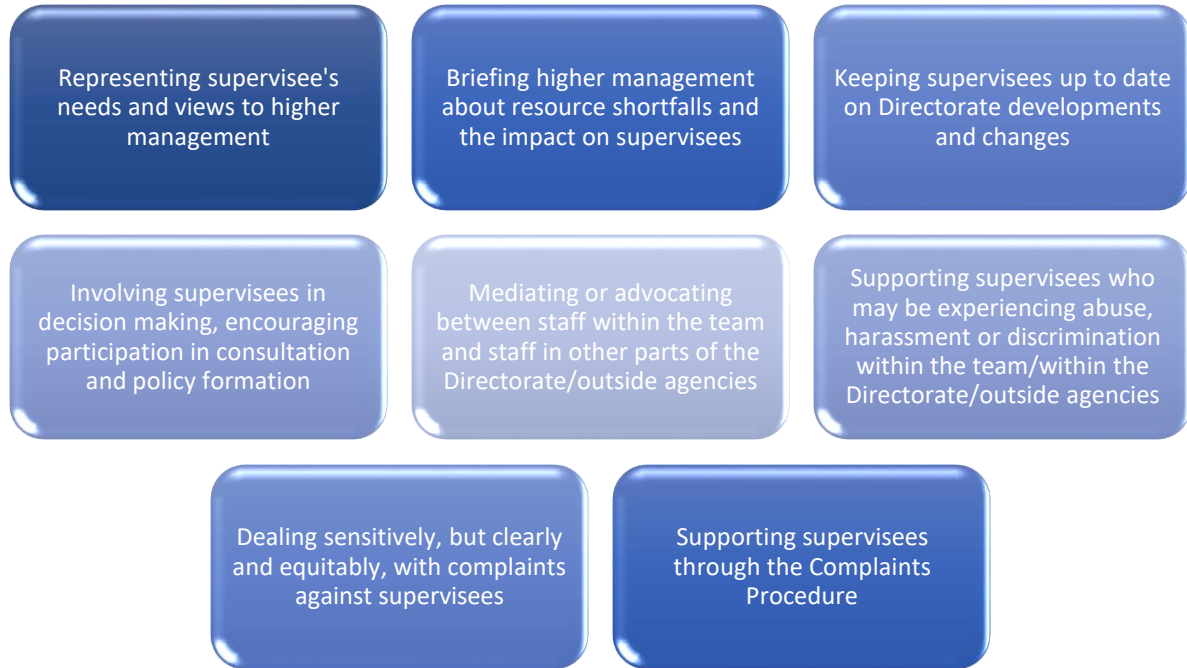 Representing supervisee's
needs and views to higher
management
Briefing higher management
about resource shortfalls and
the impact on supervisees
Keeping supervisees up to date
on Directorate developments
and changes
Involving supervisees in
decision making, encouraging
participation in consultation
and policy formation
Mediating or advocating
between staff within the team
and staff in other parts of the
Directorate/outside agencies
Supporting supervisees who
may be experiencing abuse,
harassment or discrimination
within the team/within the
Directorate/outside agencies
Dealing sensitively, but clearly
and equitably, with complaints
against supervisees
Supporting supervisees
through the Complaints
Procedure